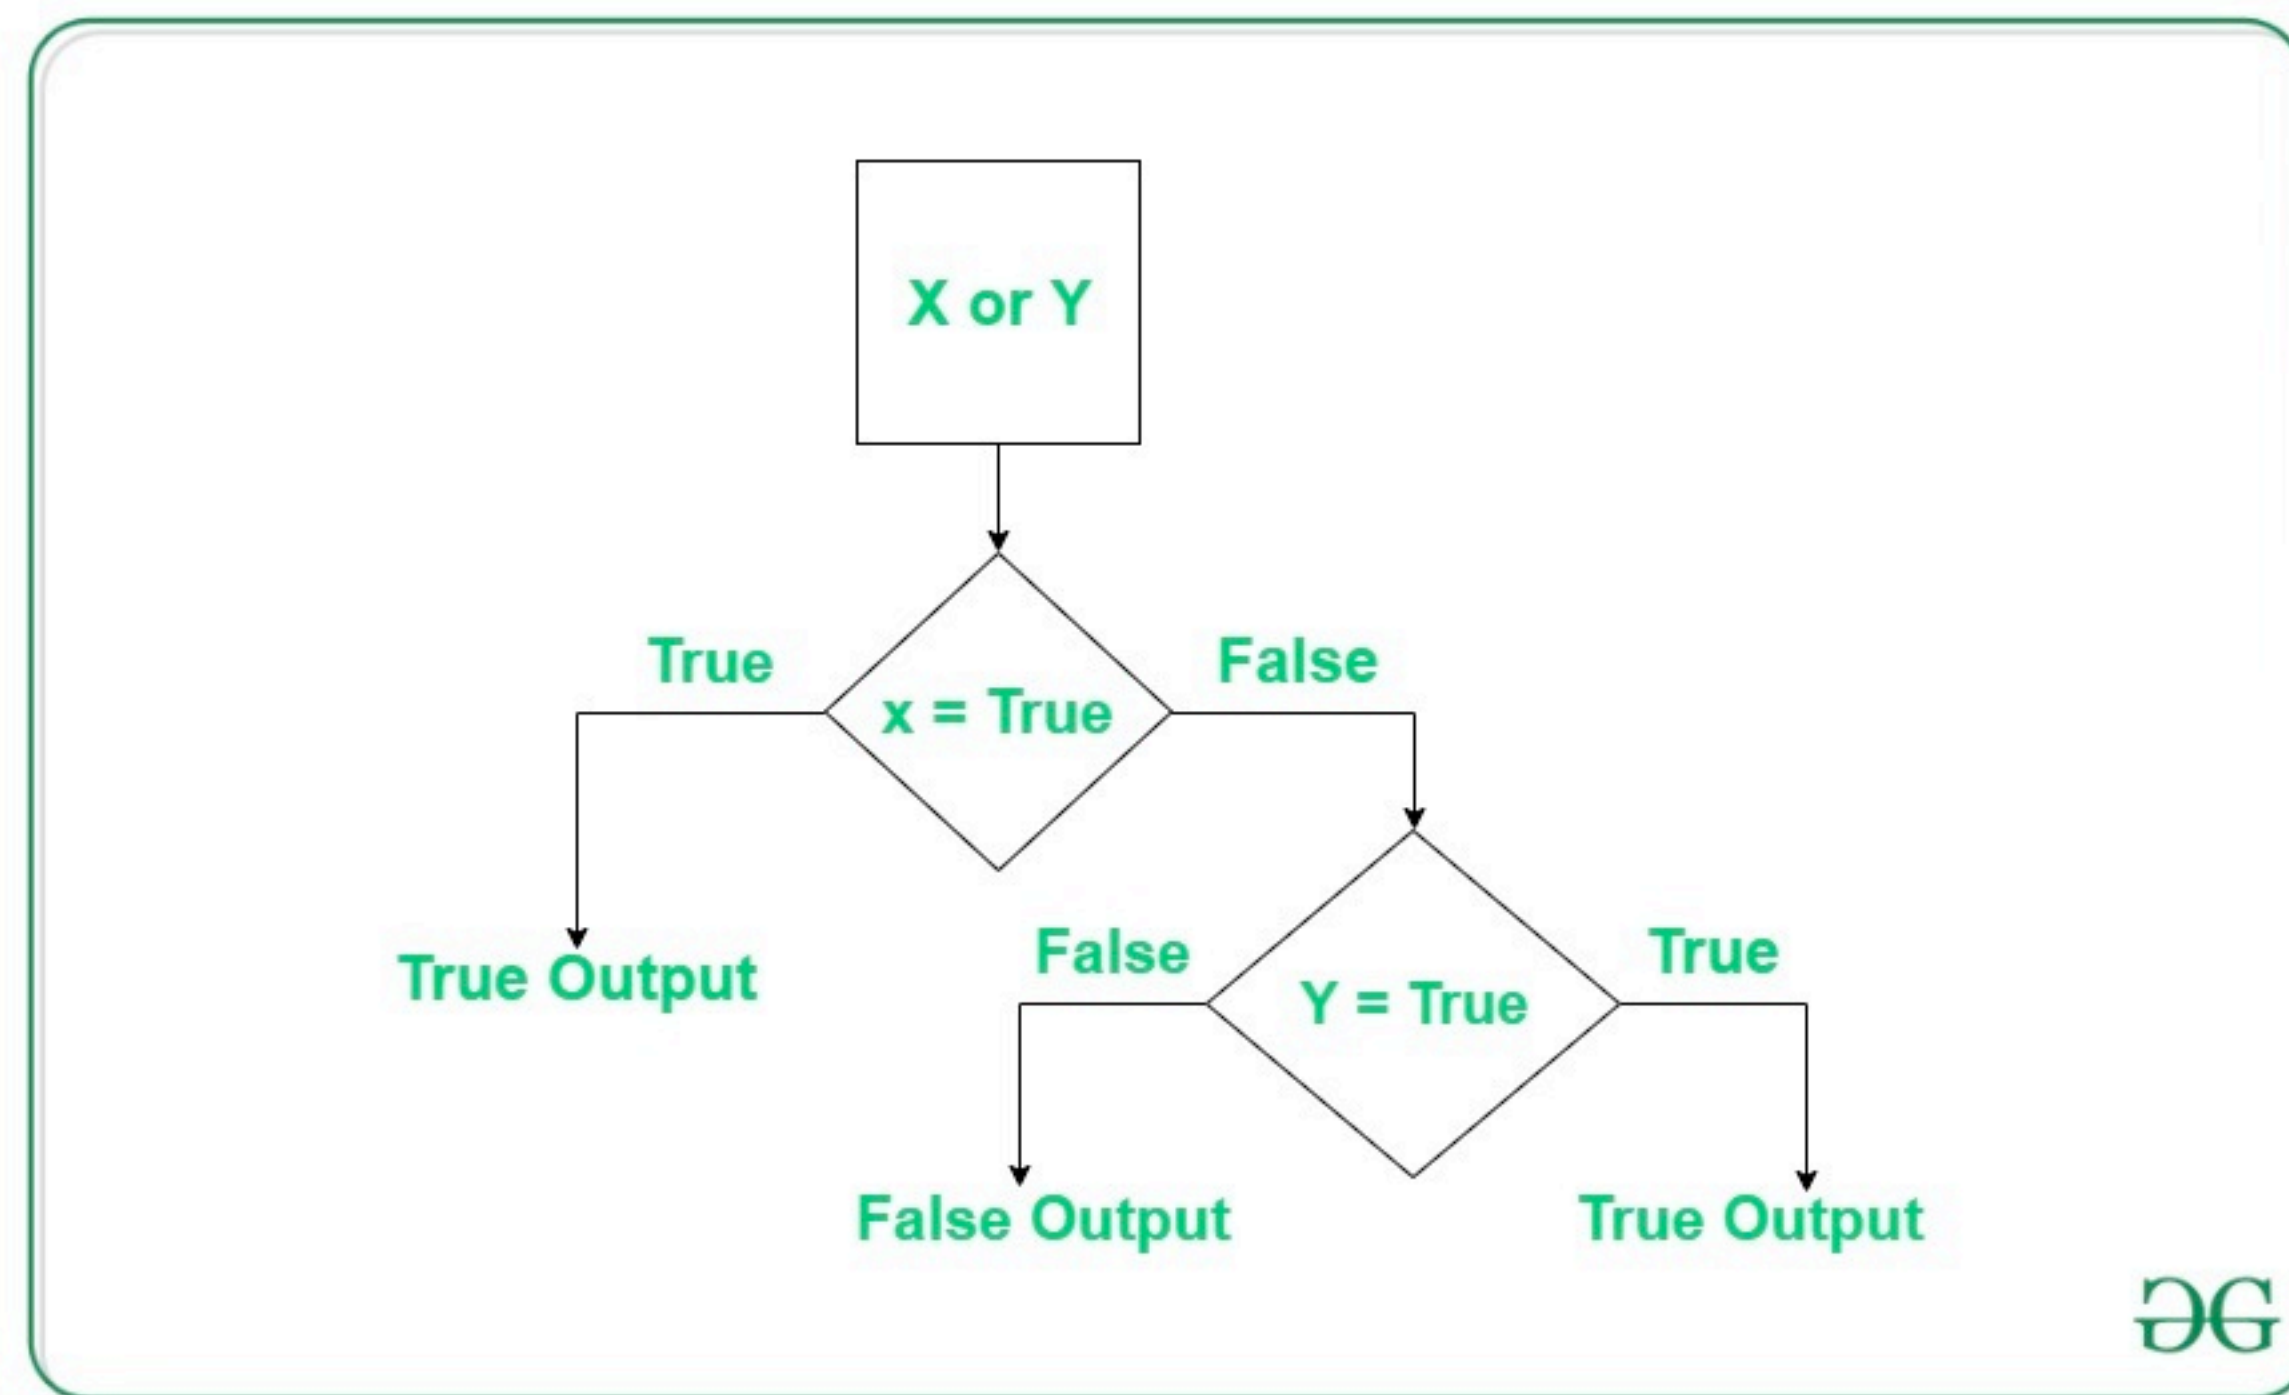 X or Y
True
False
x = True
True Output
False
True
Y = True
False Output
True Output